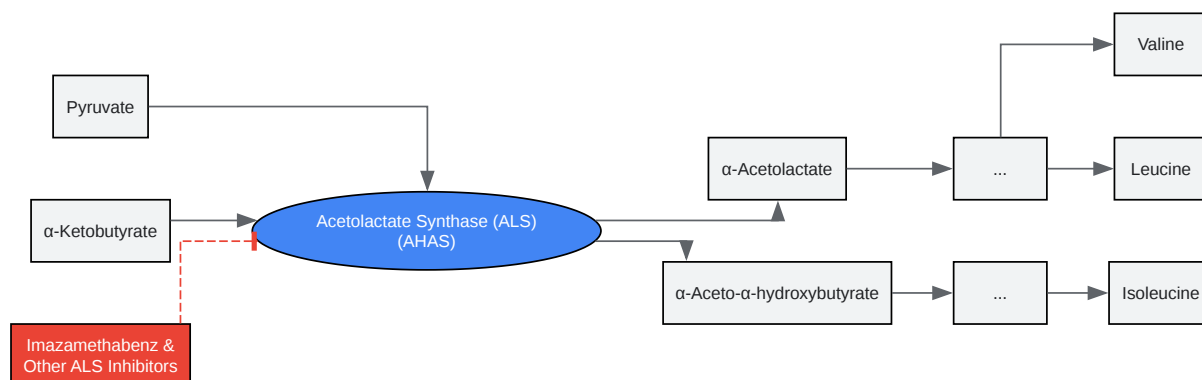 Valine
Pyruvate
α-Acetolactate
...
Leucine
α-Ketobutyrate
Acetolactate Synthase (ALS)
(AHAS)
α-Aceto-α-hydroxybutyrate
...
Isoleucine
Imazamethabenz &
Other ALS Inhibitors